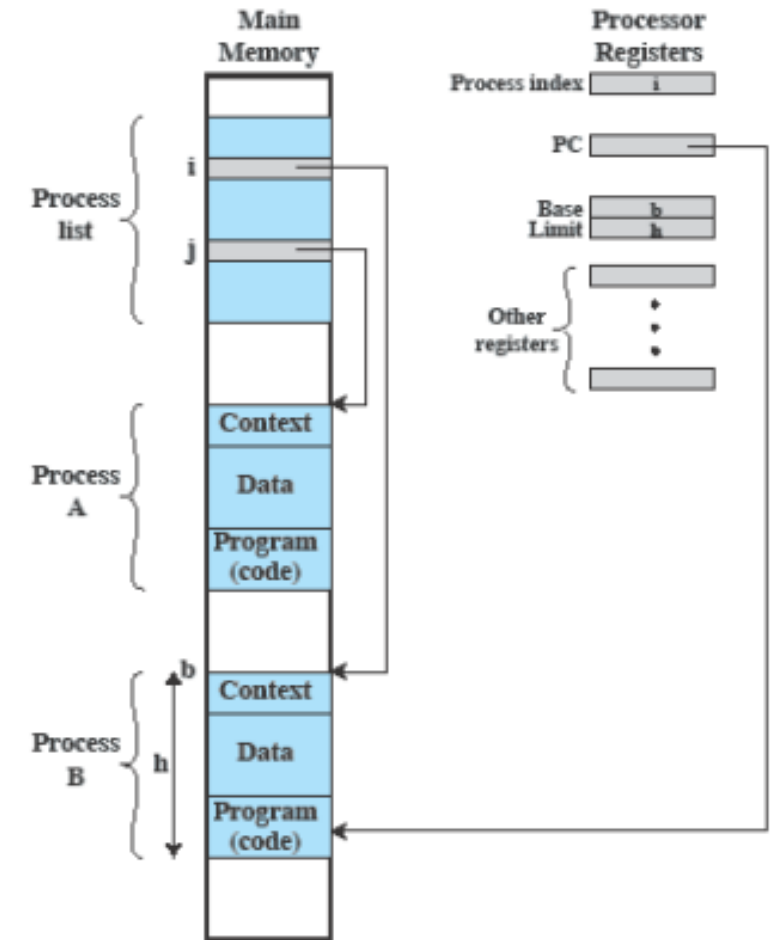 Main
Memory
Processor
Registers
Process index
i
PC
Base
b
Limit
h
Other
registers
Process
list
i
j
Process
A
Context
Data
Program
(code)
b
Process
B
h
Context
Data
Program
(code)